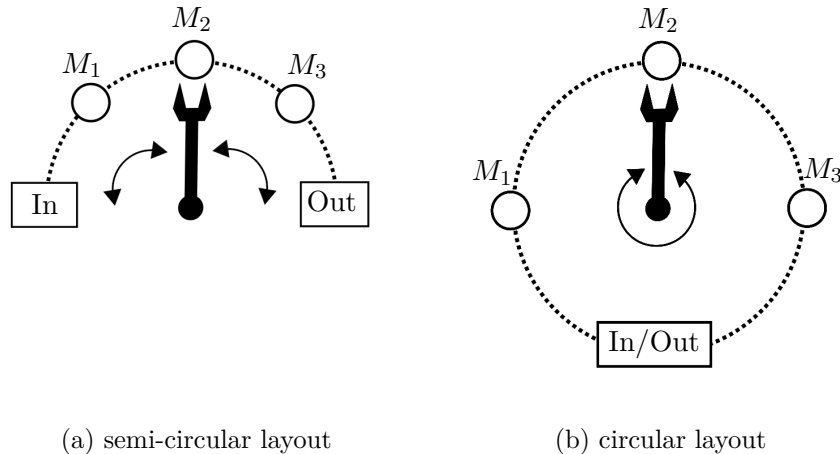 M₂
M₁
M₃
In
Out
(a) semi-circular layout
M₂
M₁
M₃
In/Out
(b) circular layout